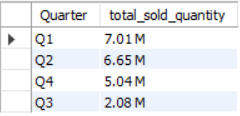 Quarter total_sold_quantity
Q1 7.01 M
Q2 6.65 M
Q4 5.04 M
Q3 2.08 M